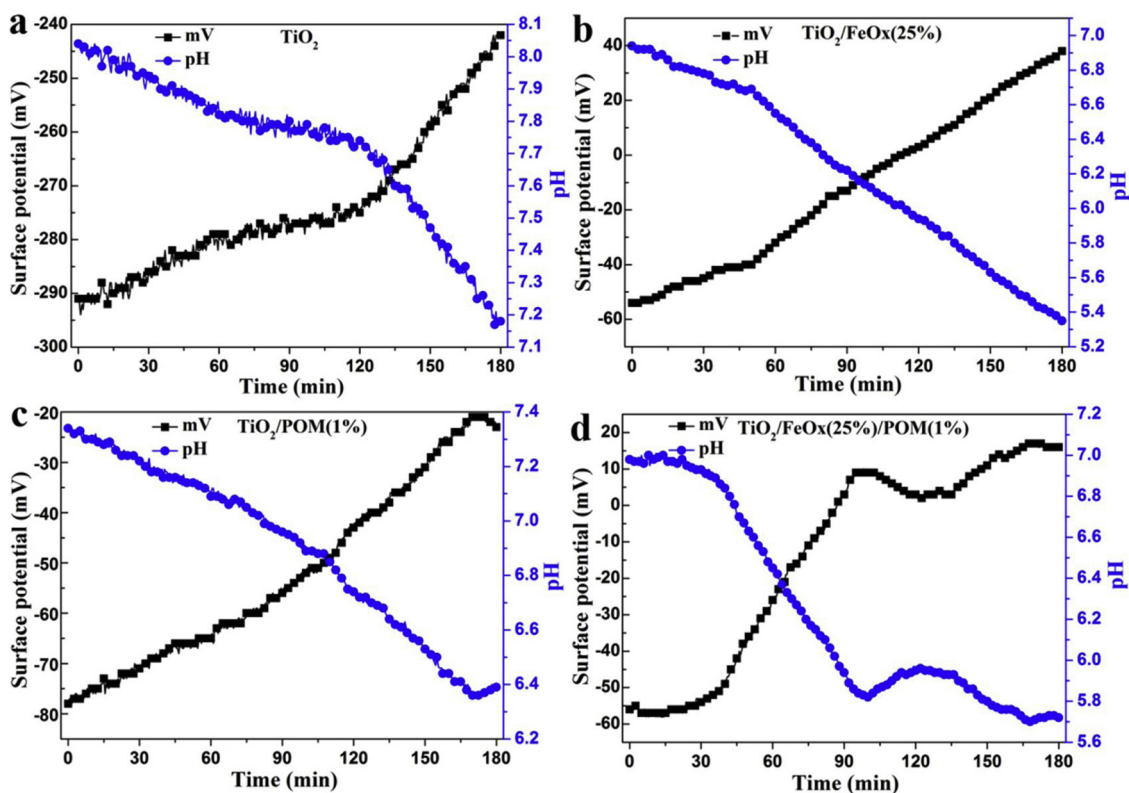 a
TiO2
mV
pH
-240
-250
-260
-270
-280
-290
-300
Surface potential (mV)
8.1
8.0
7.9
7.8
7.7
7.6
7.5
7.4
7.3
7.2
7.1
pH
0 30 60 90 120 150 180
Time (min)
b
TiO2/FeOx(25%)
mV
pH
40
20
0
-20
-40
-60
Surface potential (mV)
7.0
6.8
6.6
6.4
6.2
6.0
5.8
5.6
5.4
5.2
pH
0 30 60 90 120 150 180
Time (min)
c
TiO2/POM(1%)
mV
pH
-20
-30
-40
-50
-60
-70
-80
Surface potential (mV)
7.4
7.2
7.0
6.8
6.6
6.4
6.2
pH
0 30 60 90 120 150 180
Time (min)
d
TiO2/FeOx(25%)/POM(1%)
mV
pH
20
10
0
-10
-20
-30
-40
-50
-60
Surface potential (mV)
7.2
7.0
6.8
6.6
6.4
6.2
6.0
5.8
5.6
pH
0 30 60 90 120 150 180
Time (min)